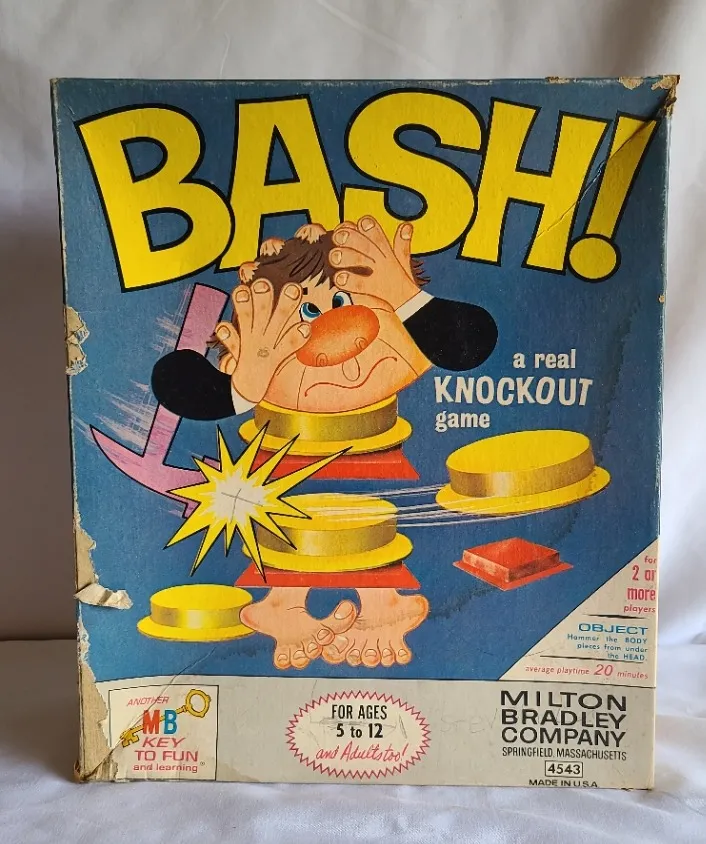 BASH!
a real
KNOCKOUT
game
for
2 or
more
players
OBJECT
Hammer the BODY
pieces from under
the HEAD.
average playtime 20 minutes
ANOTHER
MB
KEY
TO FUN
and learning®
FOR AGES
5 to 12
and Adults too!
MILTON
BRADLEY
COMPANY
SPRINGFIELD, MASSACHUSETTS
4543
MADE IN U.S.A.